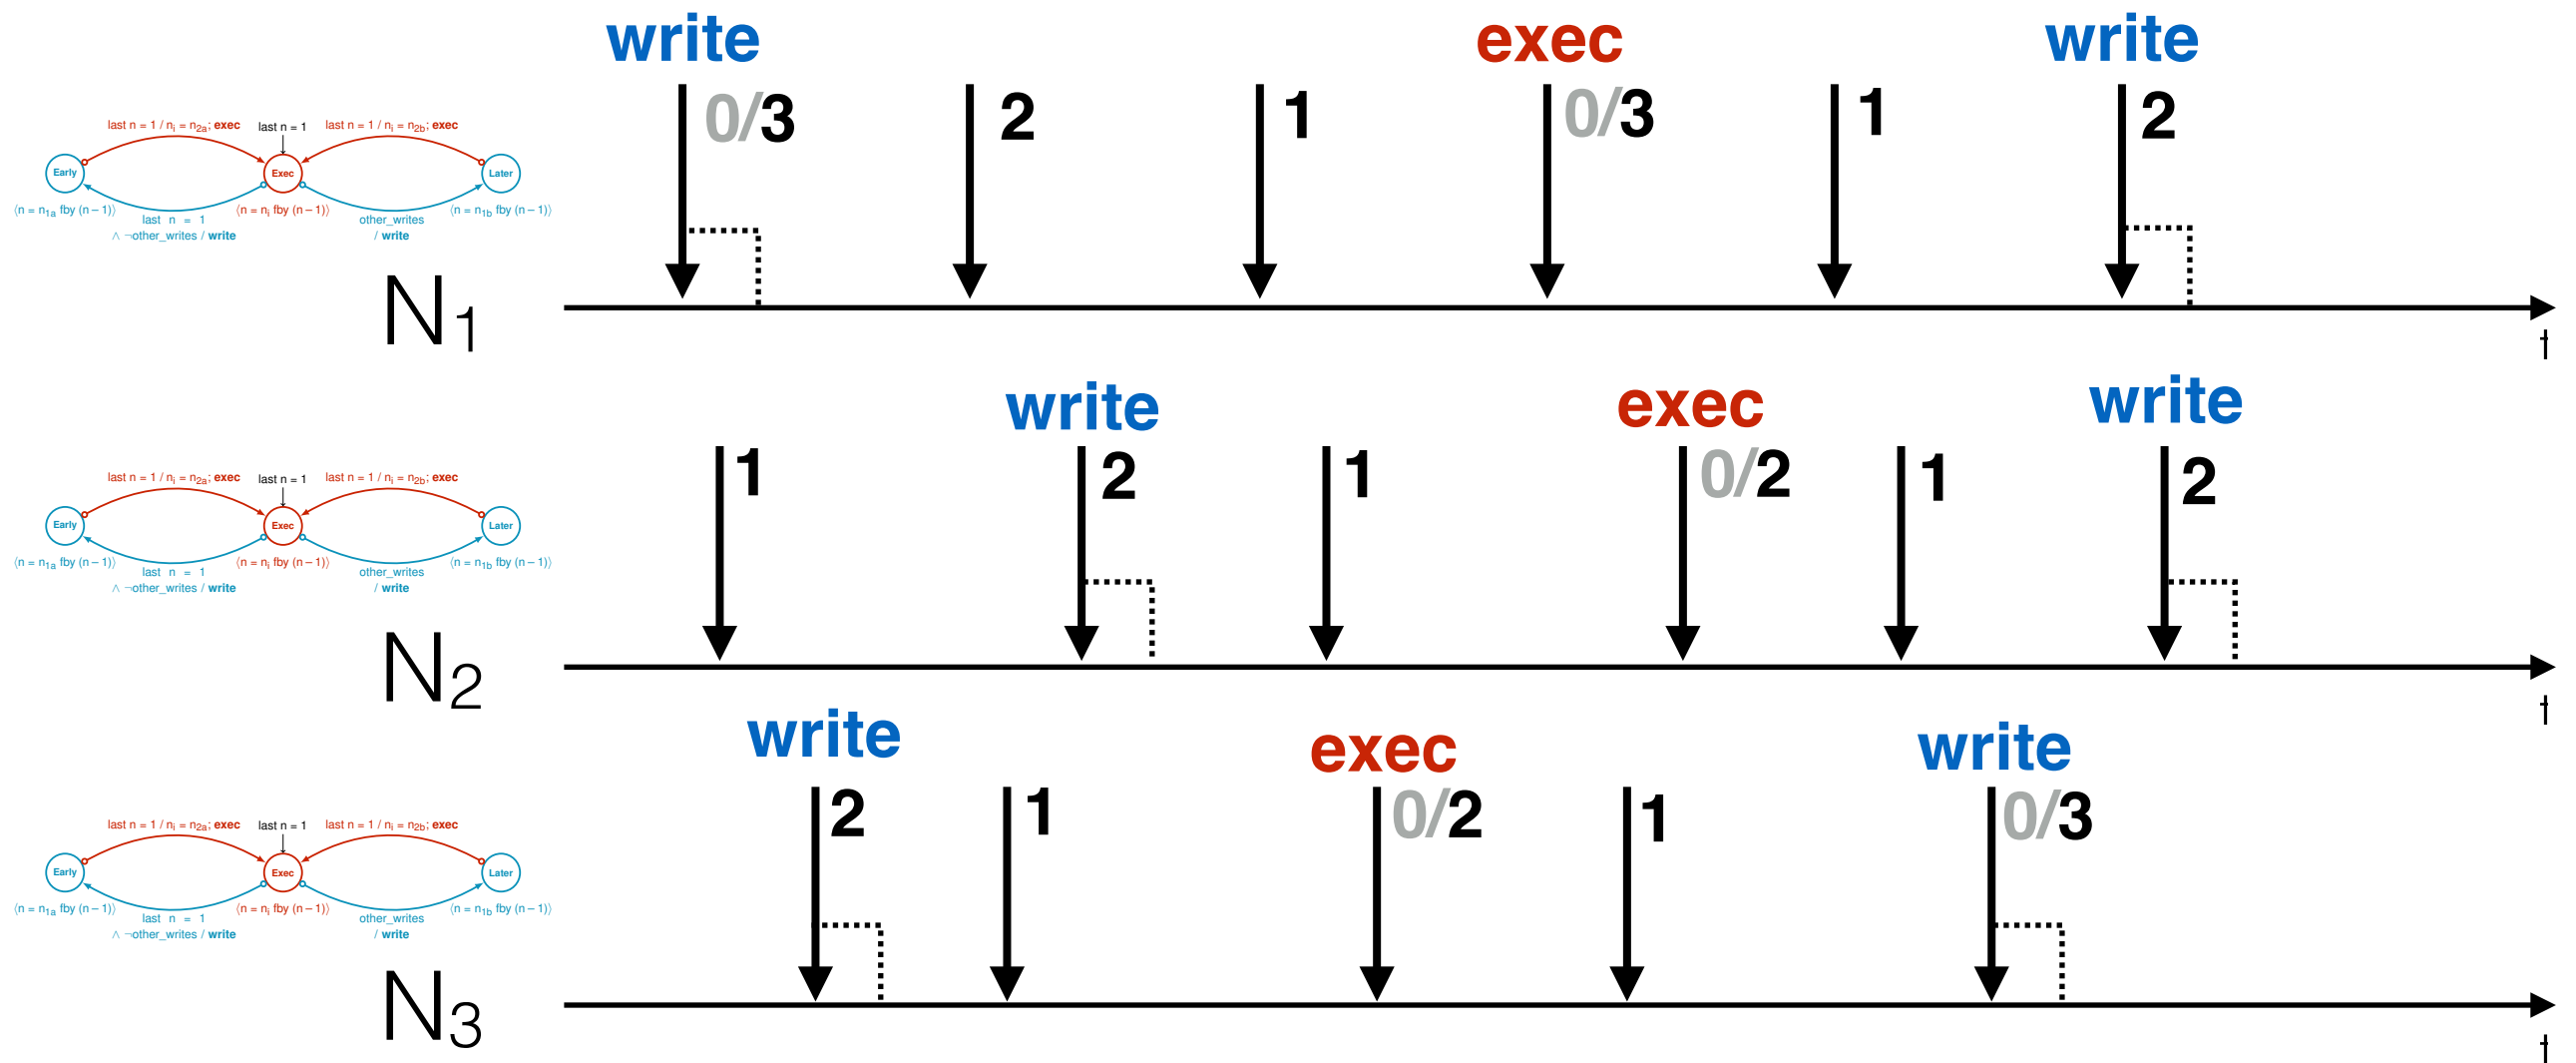 write exec write
0/3 2 1 0/3 1 2
last n = 1 / nᵢ = n₂ₐ; exec last n = 1 last n = 1 / nᵢ = n₂b; exec
Early Exec Later
⟨n = n₁ₐ fby (n – 1)⟩ ⟨n = nᵢ fby (n – 1)⟩ ⟨n = n₁b fby (n – 1)⟩
last n = 1 other_writes
∧ ¬other_writes / write / write
N₁
t
write exec write
1 2 1 0/2 1 2
last n = 1 / nᵢ = n₂ₐ; exec last n = 1 last n = 1 / nᵢ = n₂b; exec
Early Exec Later
⟨n = n₁ₐ fby (n – 1)⟩ ⟨n = nᵢ fby (n – 1)⟩ ⟨n = n₁b fby (n – 1)⟩
last n = 1 other_writes
∧ ¬other_writes / write / write
N₂
t
write exec write
2 1 0/2 1 0/3
last n = 1 / nᵢ = n₂ₐ; exec last n = 1 last n = 1 / nᵢ = n₂b; exec
Early Exec Later
⟨n = n₁ₐ fby (n – 1)⟩ ⟨n = nᵢ fby (n – 1)⟩ ⟨n = n₁b fby (n – 1)⟩
last n = 1 other_writes
∧ ¬other_writes / write / write
N₃
t